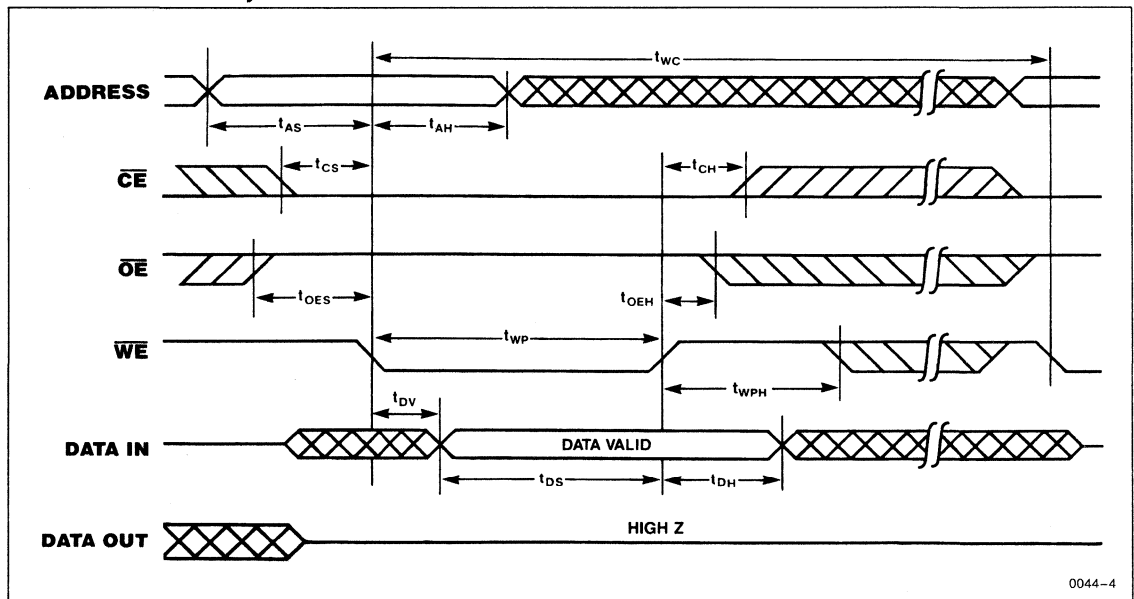 tWC
ADDRESS
tAS
tAH
tCS
tCH
CE
OE
tOES
tOEH
tWP
WE
tWPH
tDV
DATA IN
DATA VALID
tDS
tDH
HIGH Z
DATA OUT
0044–4